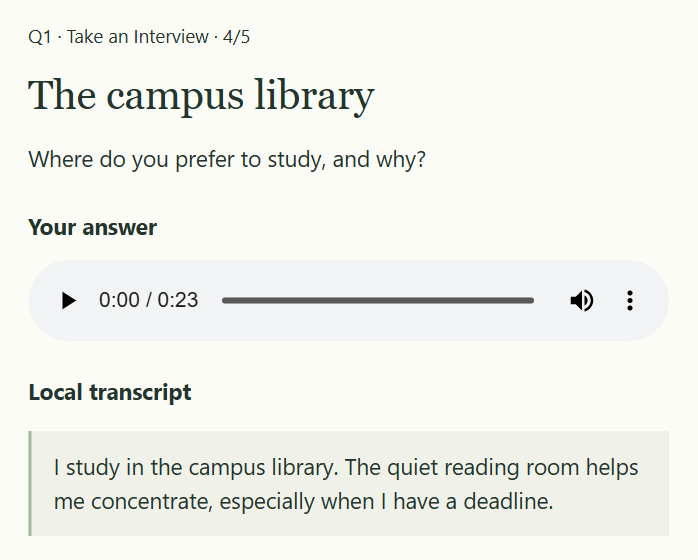 Q1 · Take an Interview · 4/5
The campus library
Where do you prefer to study, and why?
Your answer
0:00 / 0:23
Local transcript
I study in the campus library. The quiet reading room helps
me concentrate, especially when I have a deadline.